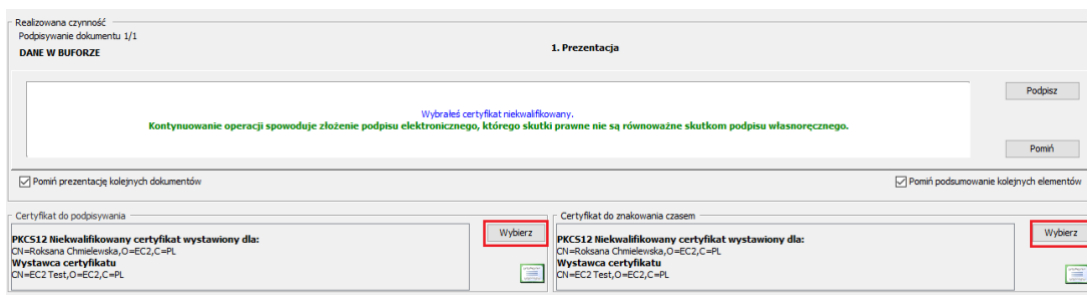 Realizowana czynność
Podpisywanie dokumentu 1/1
DANE W BUFORZE
1. Prezentacja
Wybrałeś certyfikat niekwalifikowany.
Kontynuowanie operacji spowoduje złożenie podpisu elektronicznego, którego skutki prawne nie są równoważne skutkom podpisu własnoręcznego.
Podpisz
Pomiń
Pomiń prezentację kolejnych dokumentów
Pomiń podsumowanie kolejnych elementów
Certyfikat do podpisywania
PKCS12 Niekwalifikowany certyfikat wystawiony dla:
CN=Roksana Chmielewska,O=EC2,C=PL
Wystawca certyfikatu
CN=EC2 Test,O=EC2,C=PL
Wybierz
Certyfikat do znakowania czasem
PKCS12 Niekwalifikowany certyfikat wystawiony dla:
CN=Roksana Chmielewska,O=EC2,C=PL
Wystawca certyfikatu
CN=EC2 Test,O=EC2,C=PL
Wybierz